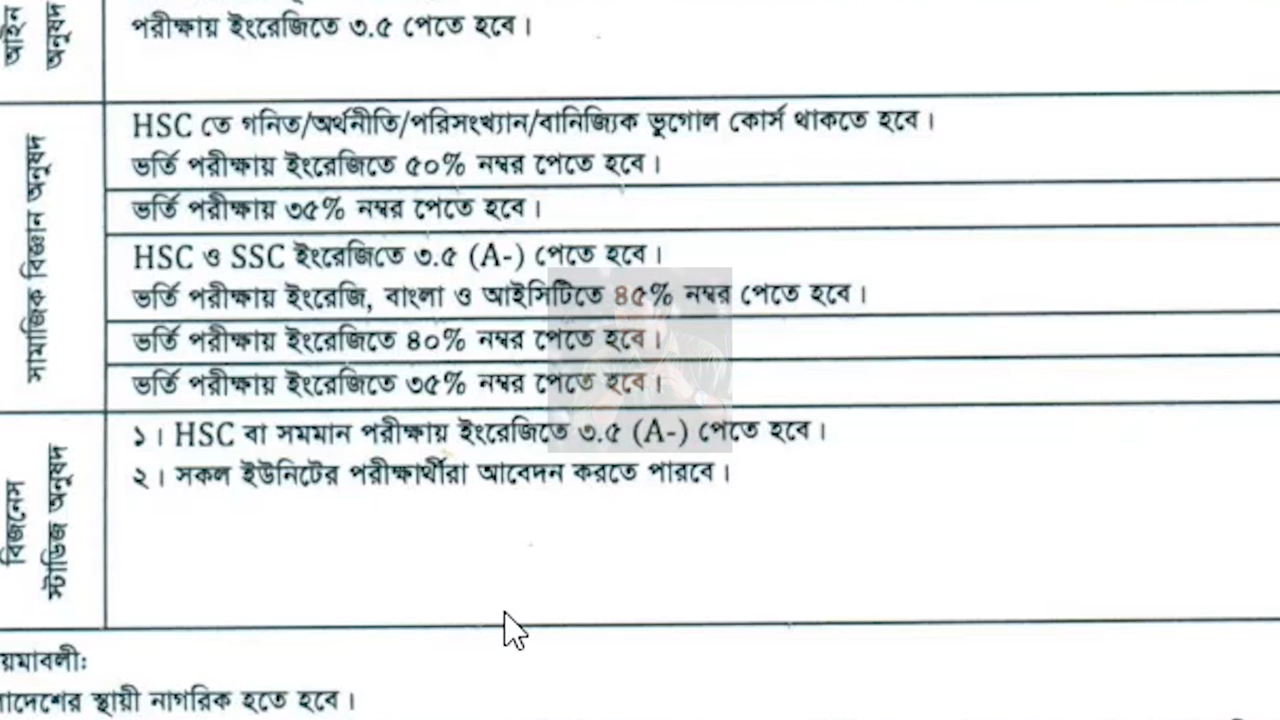 আইন
অনুষদ
পরীক্ষায় ইংরেজিতে ৩.৫ পেতে হবে।
সামাজিক বিজ্ঞান অনুষদ
HSC তে গনিত/অর্থনীতি/পরিসংখ্যান/বানিজ্যিক ভুগোল কোর্স থাকতে হবে।
ভর্তি পরীক্ষায় ইংরেজিতে ৫০% নম্বর পেতে হবে।
ভর্তি পরীক্ষায় ৩৫% নম্বর পেতে হবে।
HSC ও SSC ইংরেজিতে ৩.৫ (A-) পেতে হবে।
ভর্তি পরীক্ষায় ইংরেজি, বাংলা ও আইসিটিতে ৪৫% নম্বর পেতে হবে।
ভর্তি পরীক্ষায় ইংরেজিতে ৪০% নম্বর পেতে হবে।
ভর্তি পরীক্ষায় ইংরেজিতে ৩৫% নম্বর পেতে হবে।
বিজনেস
স্টাডিজ অনুষদ
১। HSC বা সমমান পরীক্ষায় ইংরেজিতে ৩.৫ (A-) পেতে হবে।
২। সকল ইউনিটের পরীক্ষার্থীরা আবেদন করতে পারবে।
য়মাবলী:
াদেশের স্থায়ী নাগরিক হতে হবে।